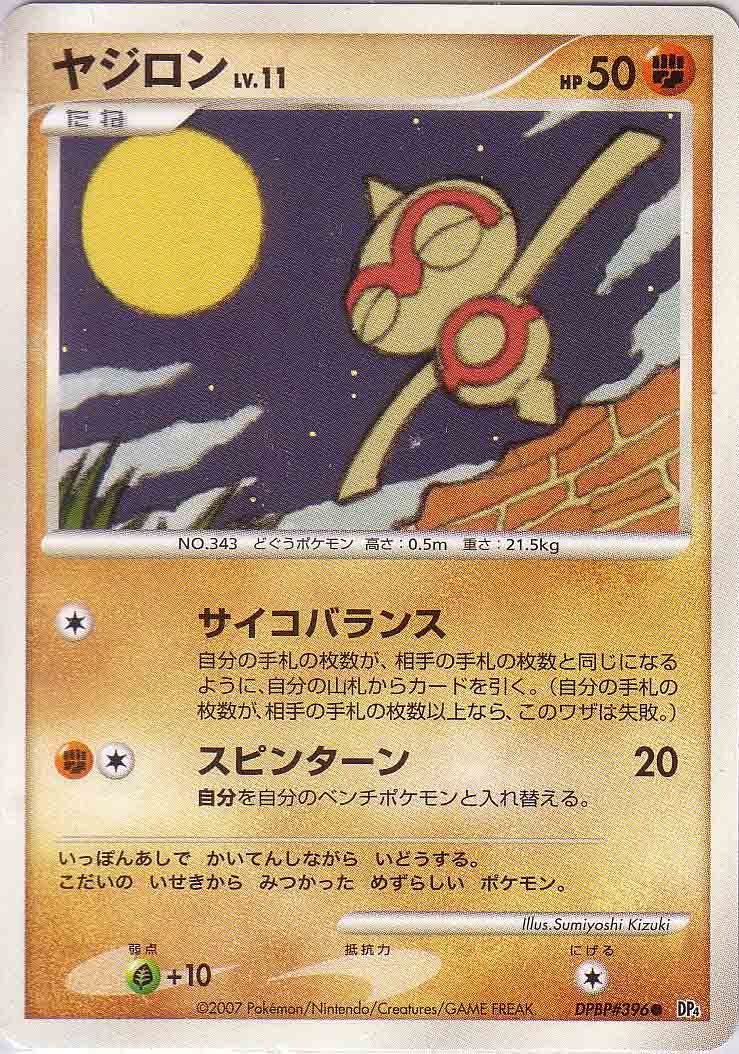 ヤジロン LV.11 HP 50
たね
NO.343 どぐうポケモン 高さ:0.5m 重さ:21.5kg
サイコバランス
自分の手札の枚数が、相手の手札の枚数と同じになる
ように、自分の山札からカードを引く。(自分の手札の
枚数が、相手の手札の枚数以上なら、このワザは失敗。)
スピンターン 20
自分を自分のベンチポケモンと入れ替える。
いっぽんあしで かいてんしながら いどうする。
こだいの いせきから みつかった めずらしい ポケモン。
Illus.Sumiyoshi Kizuki
弱点 抵抗力 にげる
+10
©2007 Pokémon/Nintendo/Creatures/GAME FREAK. DPBP#396 DP4